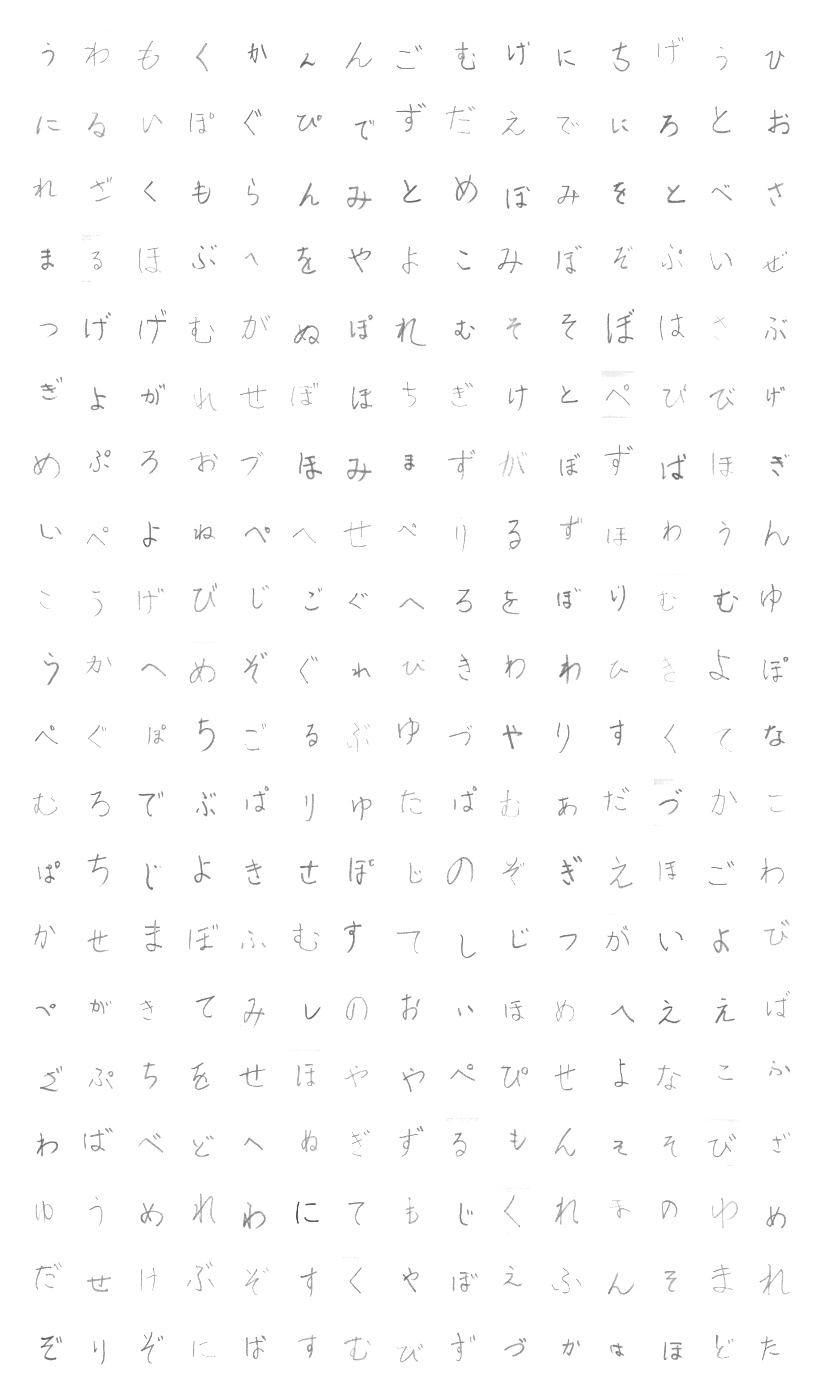 うわもくかえんごむげにちげうひ
にるいぽぐぴでずだえでにろとお
れざくもらんみとめぼみをとべさ
まるほぶへをやよこみぼぞぷいぜ
つげげむがぬぽれむそそぼはさぶ
ぎよがれせぼほちぎけとぺぴびげ
めぷろおづほみまずがぼずばほぎ
いぺよねぺへせぺりるずほわうん
こうげびじごぐへろをぼりむむゆ
うかへめぞぐれびきわわひきよぽ
ぺぐぽちごるぶゆづやりすくてな
むろでぶぱりゆたぱむあだづかこ
ぱちじよきせぽじのぞぎえほごわ
かせまぼふむすてしじつがいよび
ぺがきてみしのおいほめへええば
ざぷちをせほややぺぴせよなこか
わばべどへぬぎずるもんそそびざ
ゆうめれわにてもじくれまのゆめ
だせけぶぞすくやぼえふんそまれ
ぞりぞにばすむびずづかはほどた